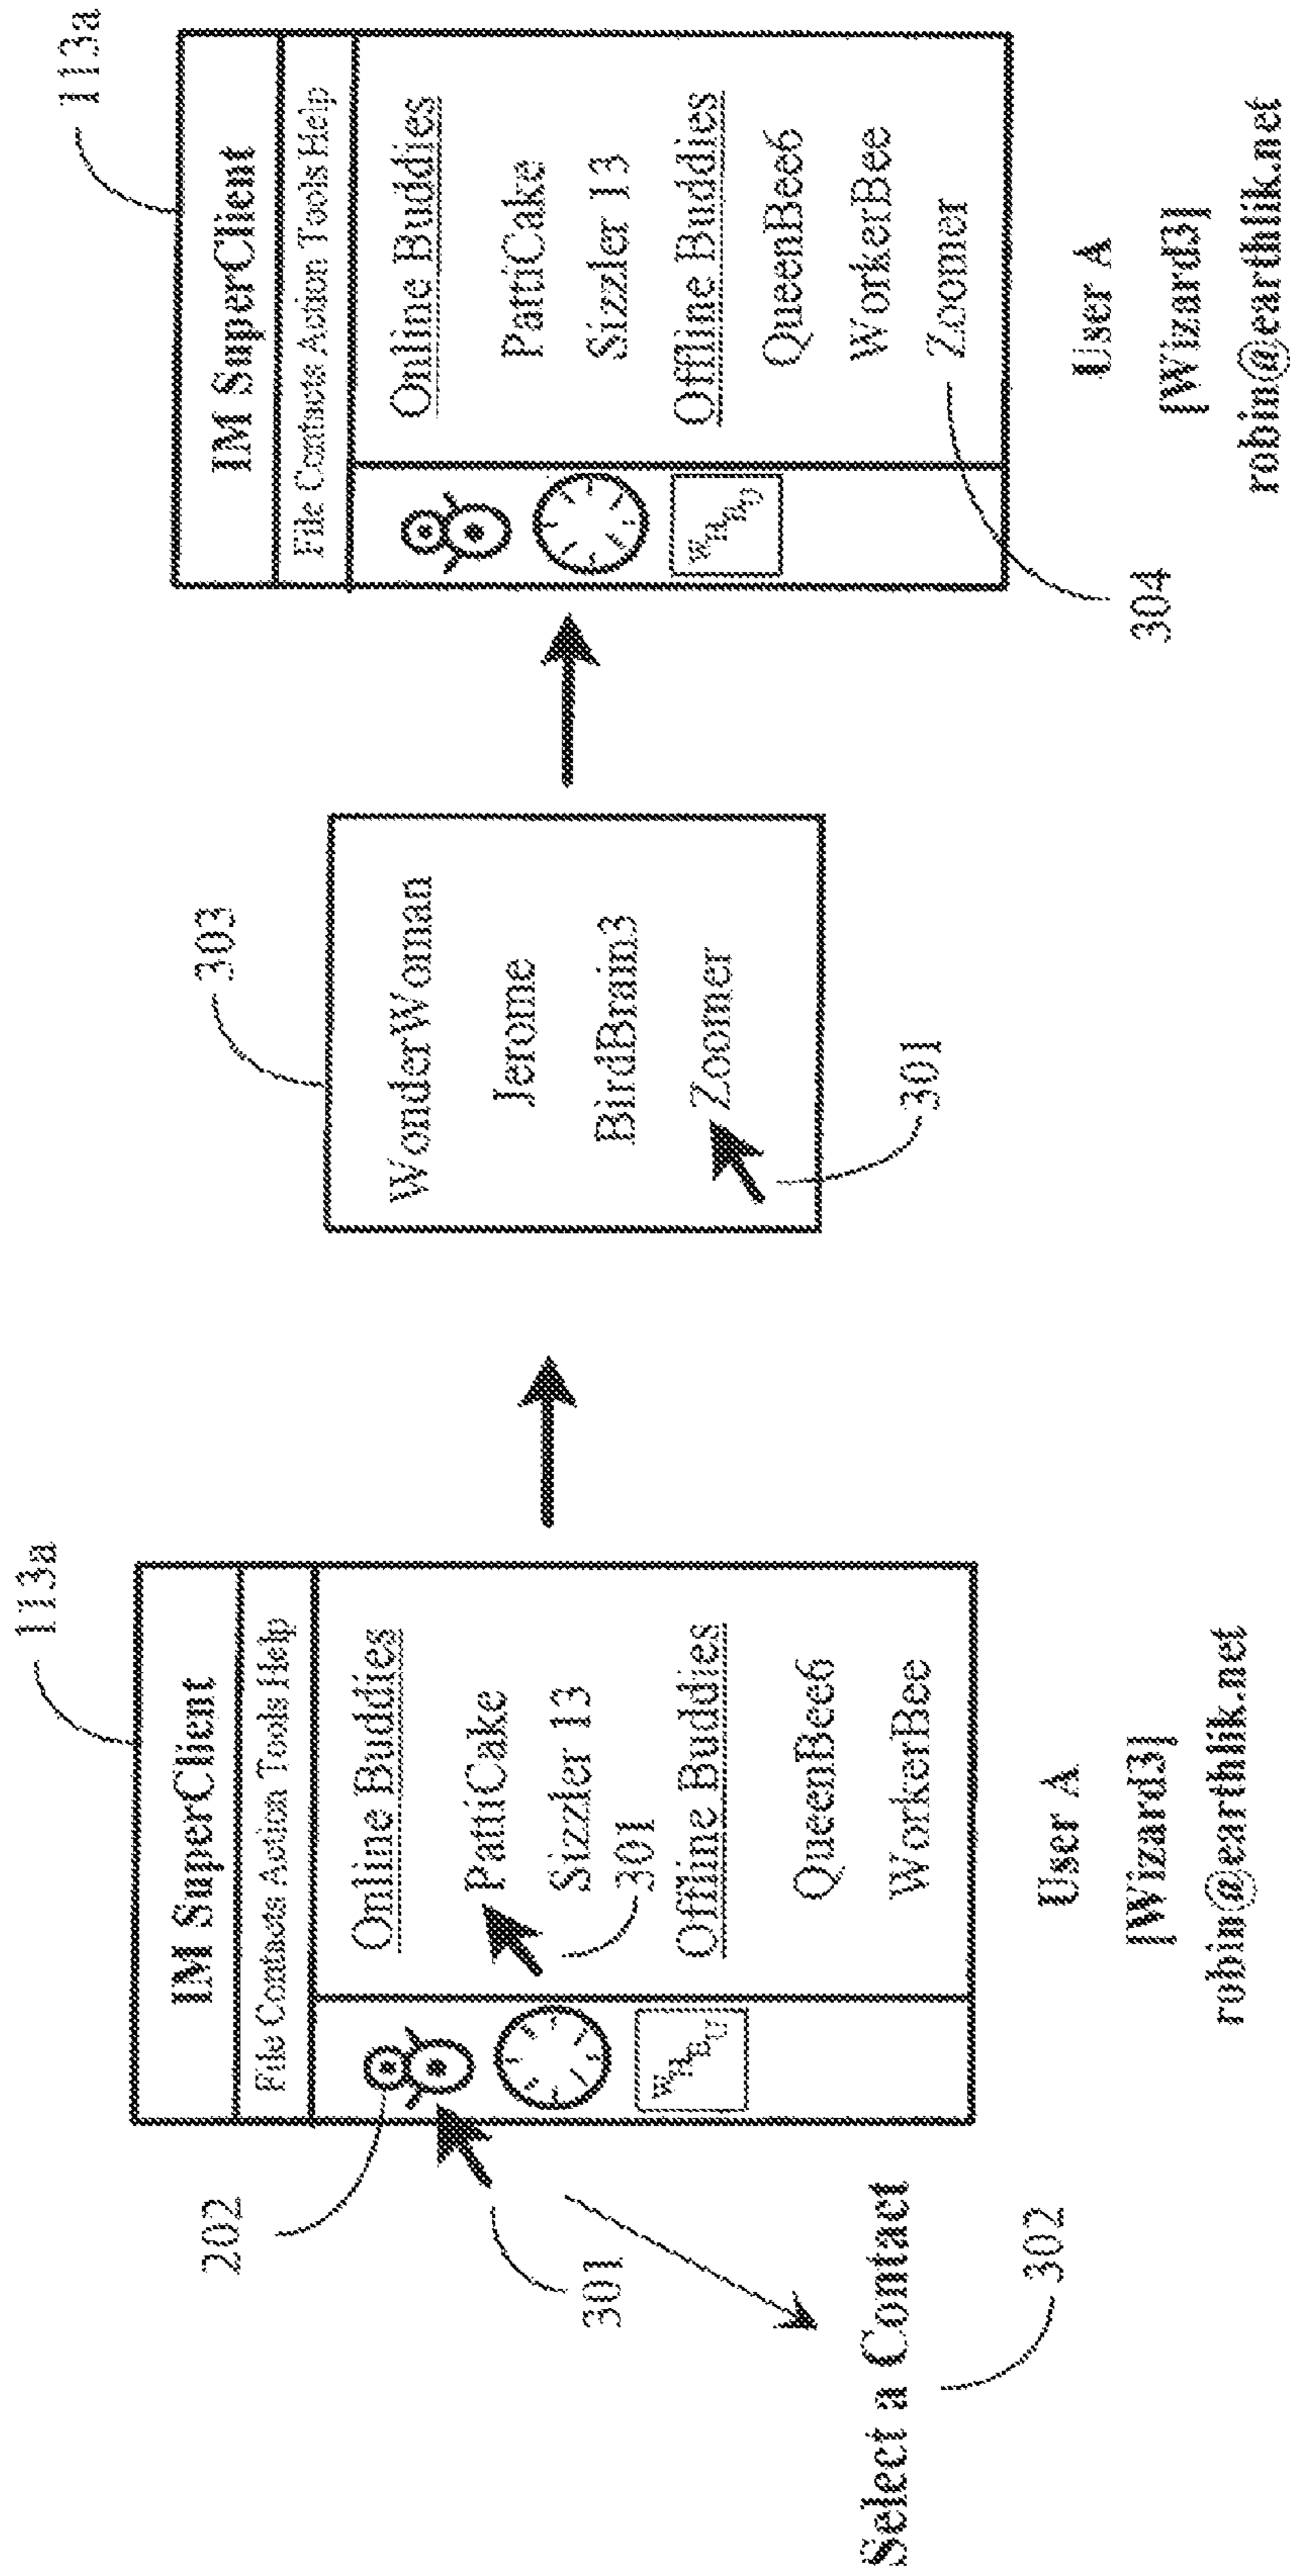 113a
IM SuperClient
File Contacts Action Tools Help
Online Buddies
PattiCake
Sizzler 13
301
Offline Buddies
QueenBee6
WorkerBee
W
H
E
U
202
301
Select a Contact
302
User A
[Wizard3]
robin@earthlik.net
303
WonderWoman
Jerome
BirdBrain3
Zoomer
301
113a
IM SuperClient
File Contacts Action Tools Help
Online Buddies
PattiCake
Sizzler 13
Offline Buddies
QueenBee6
WorkerBee
Zoomer
W
H
E
U
304
User A
[Wizard3]
robin@earthlik.net